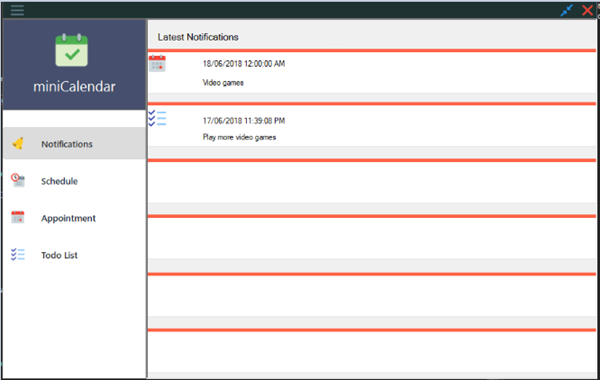 miniCalendar
Notifications
Schedule
Appointment
Todo List
Latest Notifications
18/06/2018 12:00:00 AM
Video games
17/06/2018 11:39:08 PM
Play more video games